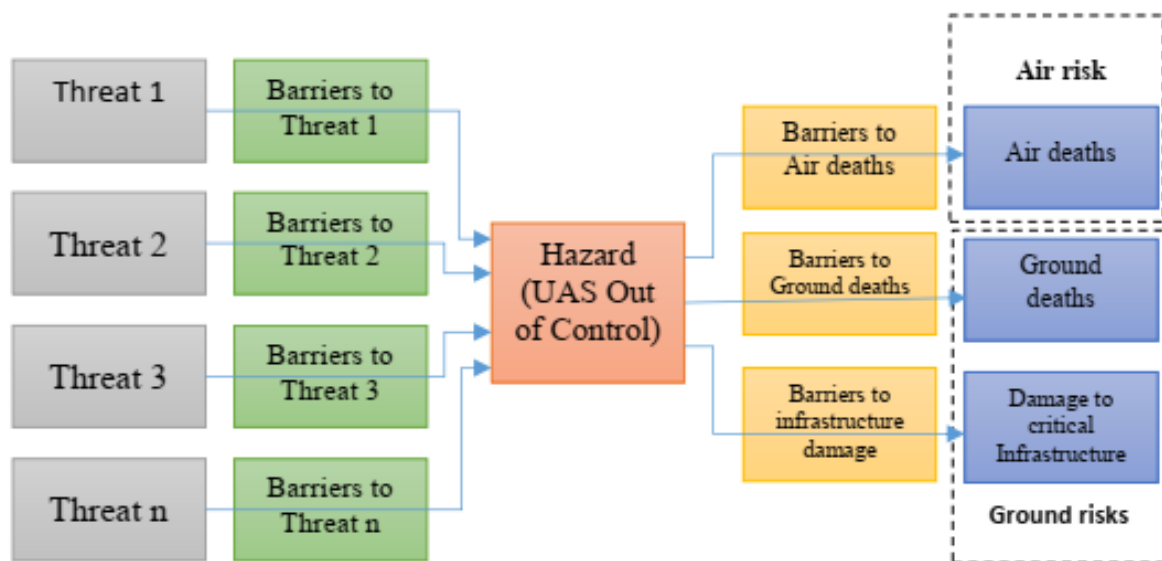 Threat 1
Barriers to
Threat 1
Threat 2
Barriers to
Threat 2
Threat 3
Barriers to
Threat 3
Threat n
Barriers to
Threat n
Hazard
(UAS Out
of Control)
Barriers to
Air deaths
Barriers to
Ground deaths
Barriers to
infrastructure
damage
Air risk
Air deaths
Ground
deaths
Damage to
critical
Infrastructure
Ground risks